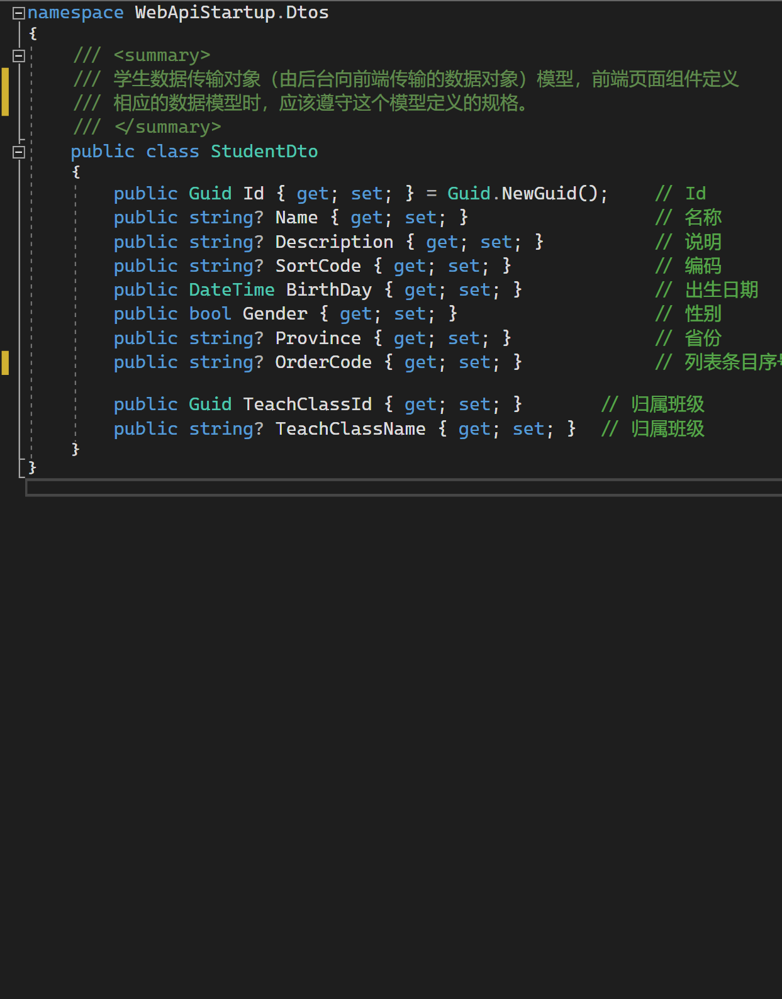 namespace WebApiStartup.Dtos
{
/// <summary>
/// 学生数据传输对象（由后台向前端传输的数据对象）模型，前端页面组件定义
/// 相应的数据模型时，应该遵守这个模型定义的规格。
/// </summary>
public class StudentDto
{
public Guid Id { get; set; } = Guid.NewGuid(); // Id
public string? Name { get; set; } // 名称
public string? Description { get; set; } // 说明
public string? SortCode { get; set; } // 编码
public DateTime BirthDay { get; set; } // 出生日期
public bool Gender { get; set; } // 性别
public string? Province { get; set; } // 省份
public string? OrderCode { get; set; } // 列表条目序号
public Guid TeachClassId { get; set; } // 归属班级
public string? TeachClassName { get; set; } // 归属班级
}
}